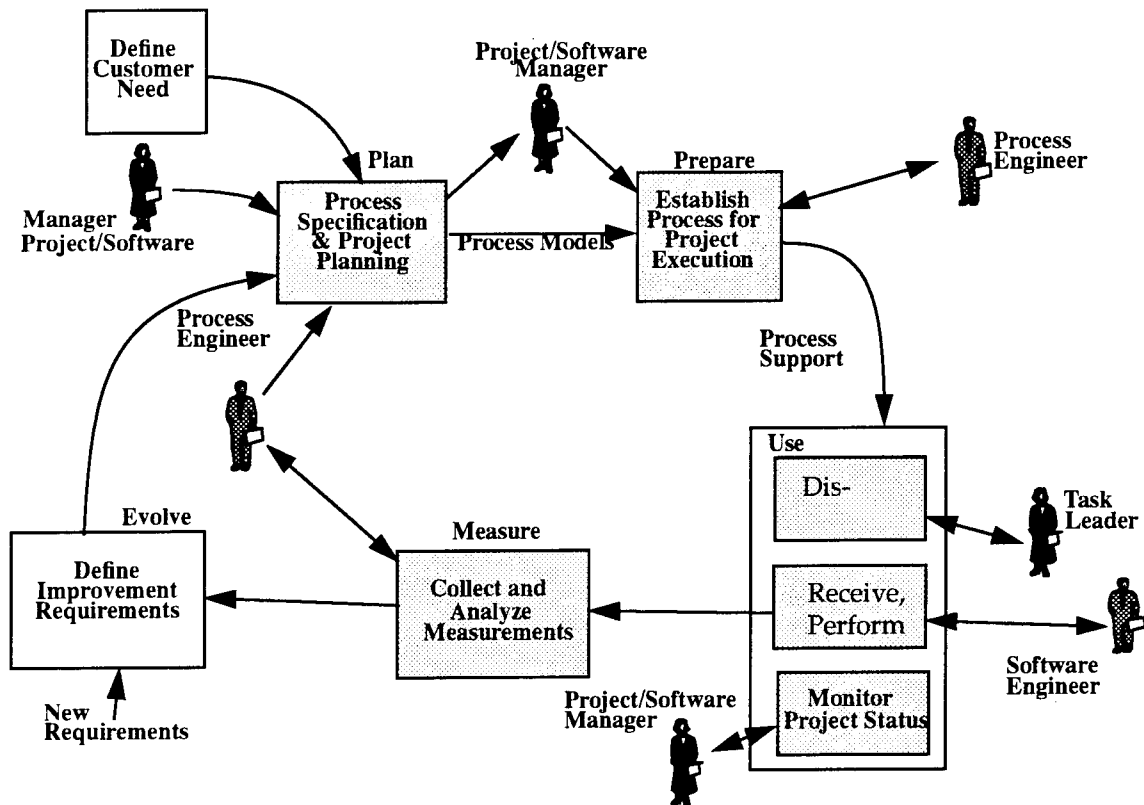 Define
Customer
Need
Project/Software
Manager
Plan
Prepare
Process
Engineer
Manager
Project/Software
Process
Specification
& Project
Planning
Process Models
Establish
Process for
Project
Execution
Process
Engineer
Process
Support
Use
Dis-
Task
Leader
Evolve
Define
Improvement
Requirements
Measure
Collect and
Analyze
Measurements
Receive,
Perform
Software
Engineer
New
Requirements
Project/Software
Manager
Monitor
Project Status